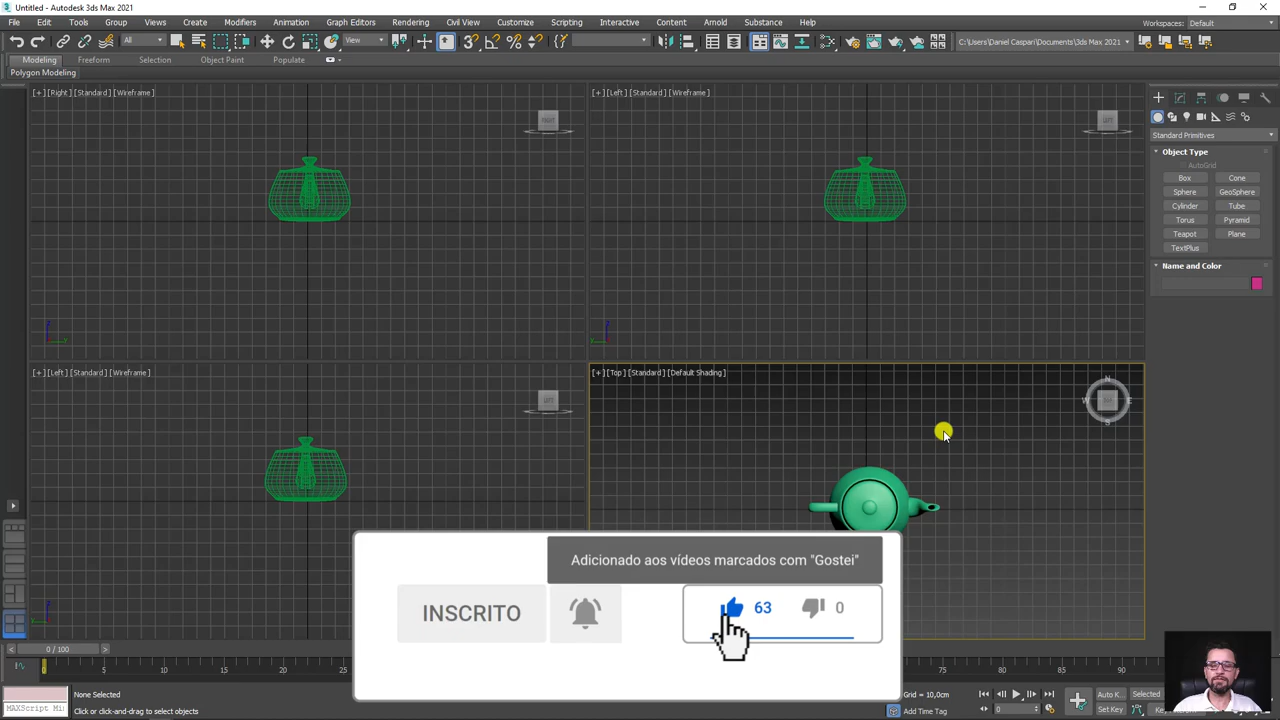 Untitled - Autodesk 3ds Max 2021
File Edit Tools Group Views Create Modifiers Animation Graph Editors Rendering Civil View Customize Scripting Interactive Content Arnold Substance Help
Workspaces: Default
All View C:\Users\Daniel Caspari\Documents\3ds Max 2021
Modeling Freeform Selection Object Paint Populate
Polygon Modeling
[+] [Right] [Standard] [Wireframe]
[+] [Left] [Standard] [Wireframe]
RIGHT
LEFT
Standard Primitives
Object Type
AutoGrid
Box Cone
Sphere GeoSphere
Cylinder Tube
Torus Pyramid
Teapot Plane
TextPlus
Name and Color
[+] [Left] [Standard] [Wireframe]
[+] [Top] [Standard] [Default Shading]
LEFT
N
W TOP E
S
Adicionado aos vídeos marcados com "Gostei"
INSCRITO
63 0
0 / 100
0 5 10 15 20 25 75 80 85 90
None Selected
MAXScript Mi
Click or click-and-drag to select objects
Grid = 10,0cm
Add Time Tag
0
Auto K... Selected
Set Key